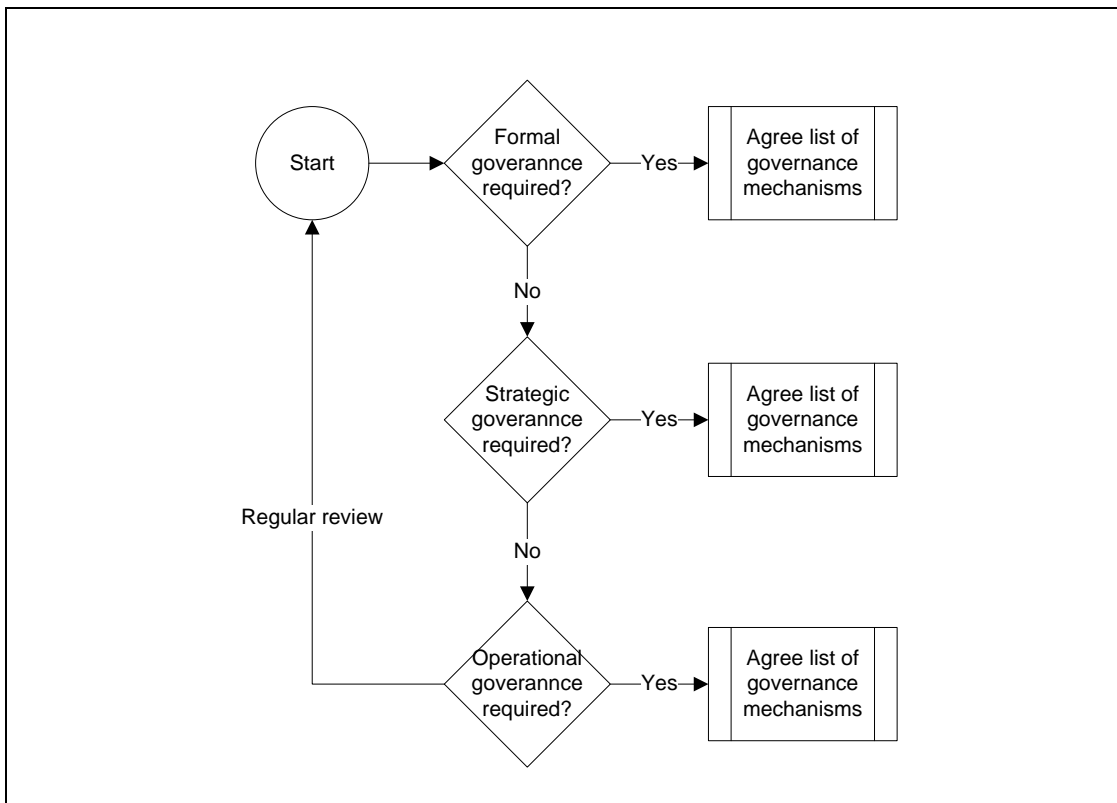 Start
Formal
goverannce
required?
Yes
Agree list of
governance
mechanisms
No
Strategic
goverannce
required?
Yes
Agree list of
governance
mechanisms
Regular review
No
Operational
goverannce
required?
Yes
Agree list of
governance
mechanisms